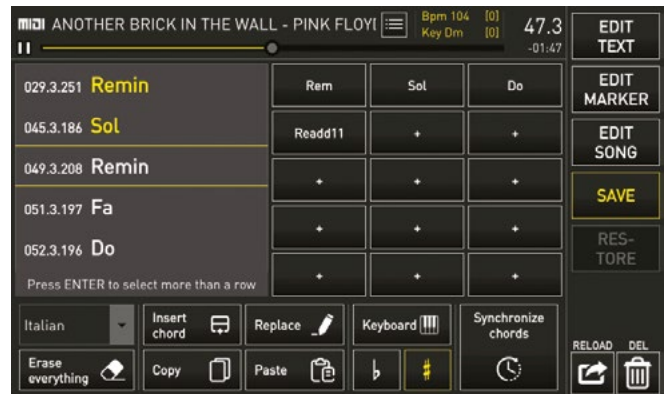 MIDI ANOTHER BRICK IN THE WALL - PINK FLOY
Bpm 104 [0]
Key Dm [0]
47.3
-01:47
029.3.251 Remin
045.3.186 Sol
049.3.208 Remin
051.3.197 Fa
052.3.196 Do
Press ENTER to select more than a row
Rem Sol Do
Readd11 + +
+ + +
+ + +
+ + +
EDIT
TEXT
EDIT
MARKER
EDIT
SONG
SAVE
RES-
TORE
Italian
Insert
chord
Replace
Keyboard
Synchronize
chords
Erase
everything
Copy
Paste
♭
♯
RELOAD DEL